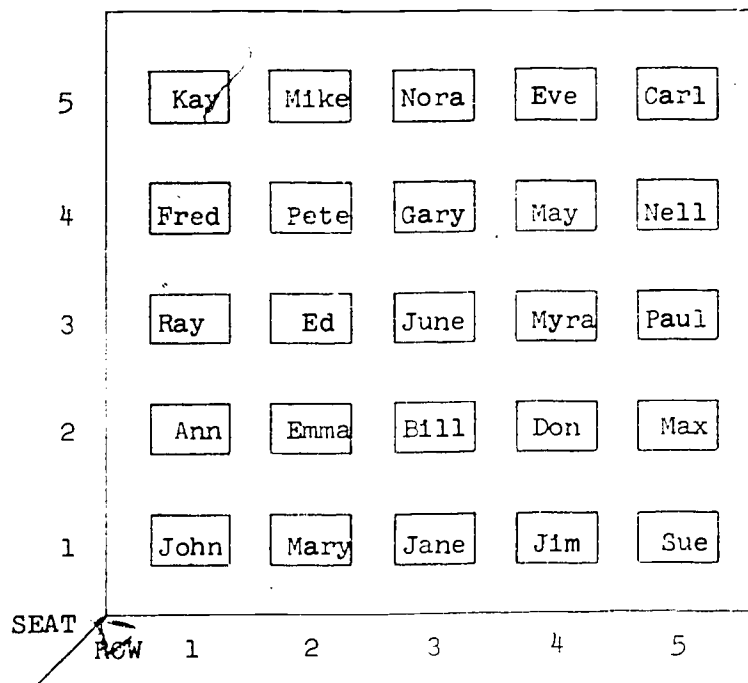 5 Kay Mike Nora Eve Carl
4 Fred Pete Gary May Nell
3 Ray Ed June Myra Paul
2 Ann Emma Bill Don Max
1 John Mary Jane Jim Sue
SEAT
ROW 1 2 3 4 5